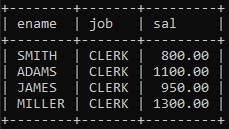 +--------+-------+---------+
| ename  | job   | sal     |
+--------+-------+---------+
| SMITH  | CLERK |  800.00 |
| ADAMS  | CLERK | 1100.00 |
| JAMES  | CLERK |  950.00 |
| MILLER | CLERK | 1300.00 |
+--------+-------+---------+